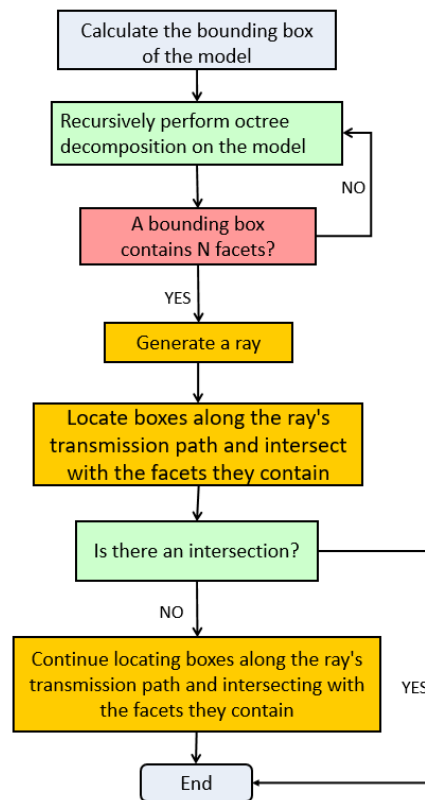 Calculate the bounding box
of the model
Recursively perform octree
decomposition on the model
NO
A bounding box
contains N facets?
YES
Generate a ray
Locate boxes along the ray's
transmission path and intersect
with the facets they contain
Is there an intersection?
NO
Continue locating boxes along the ray's
transmission path and intersecting with
the facets they contain
YES
End